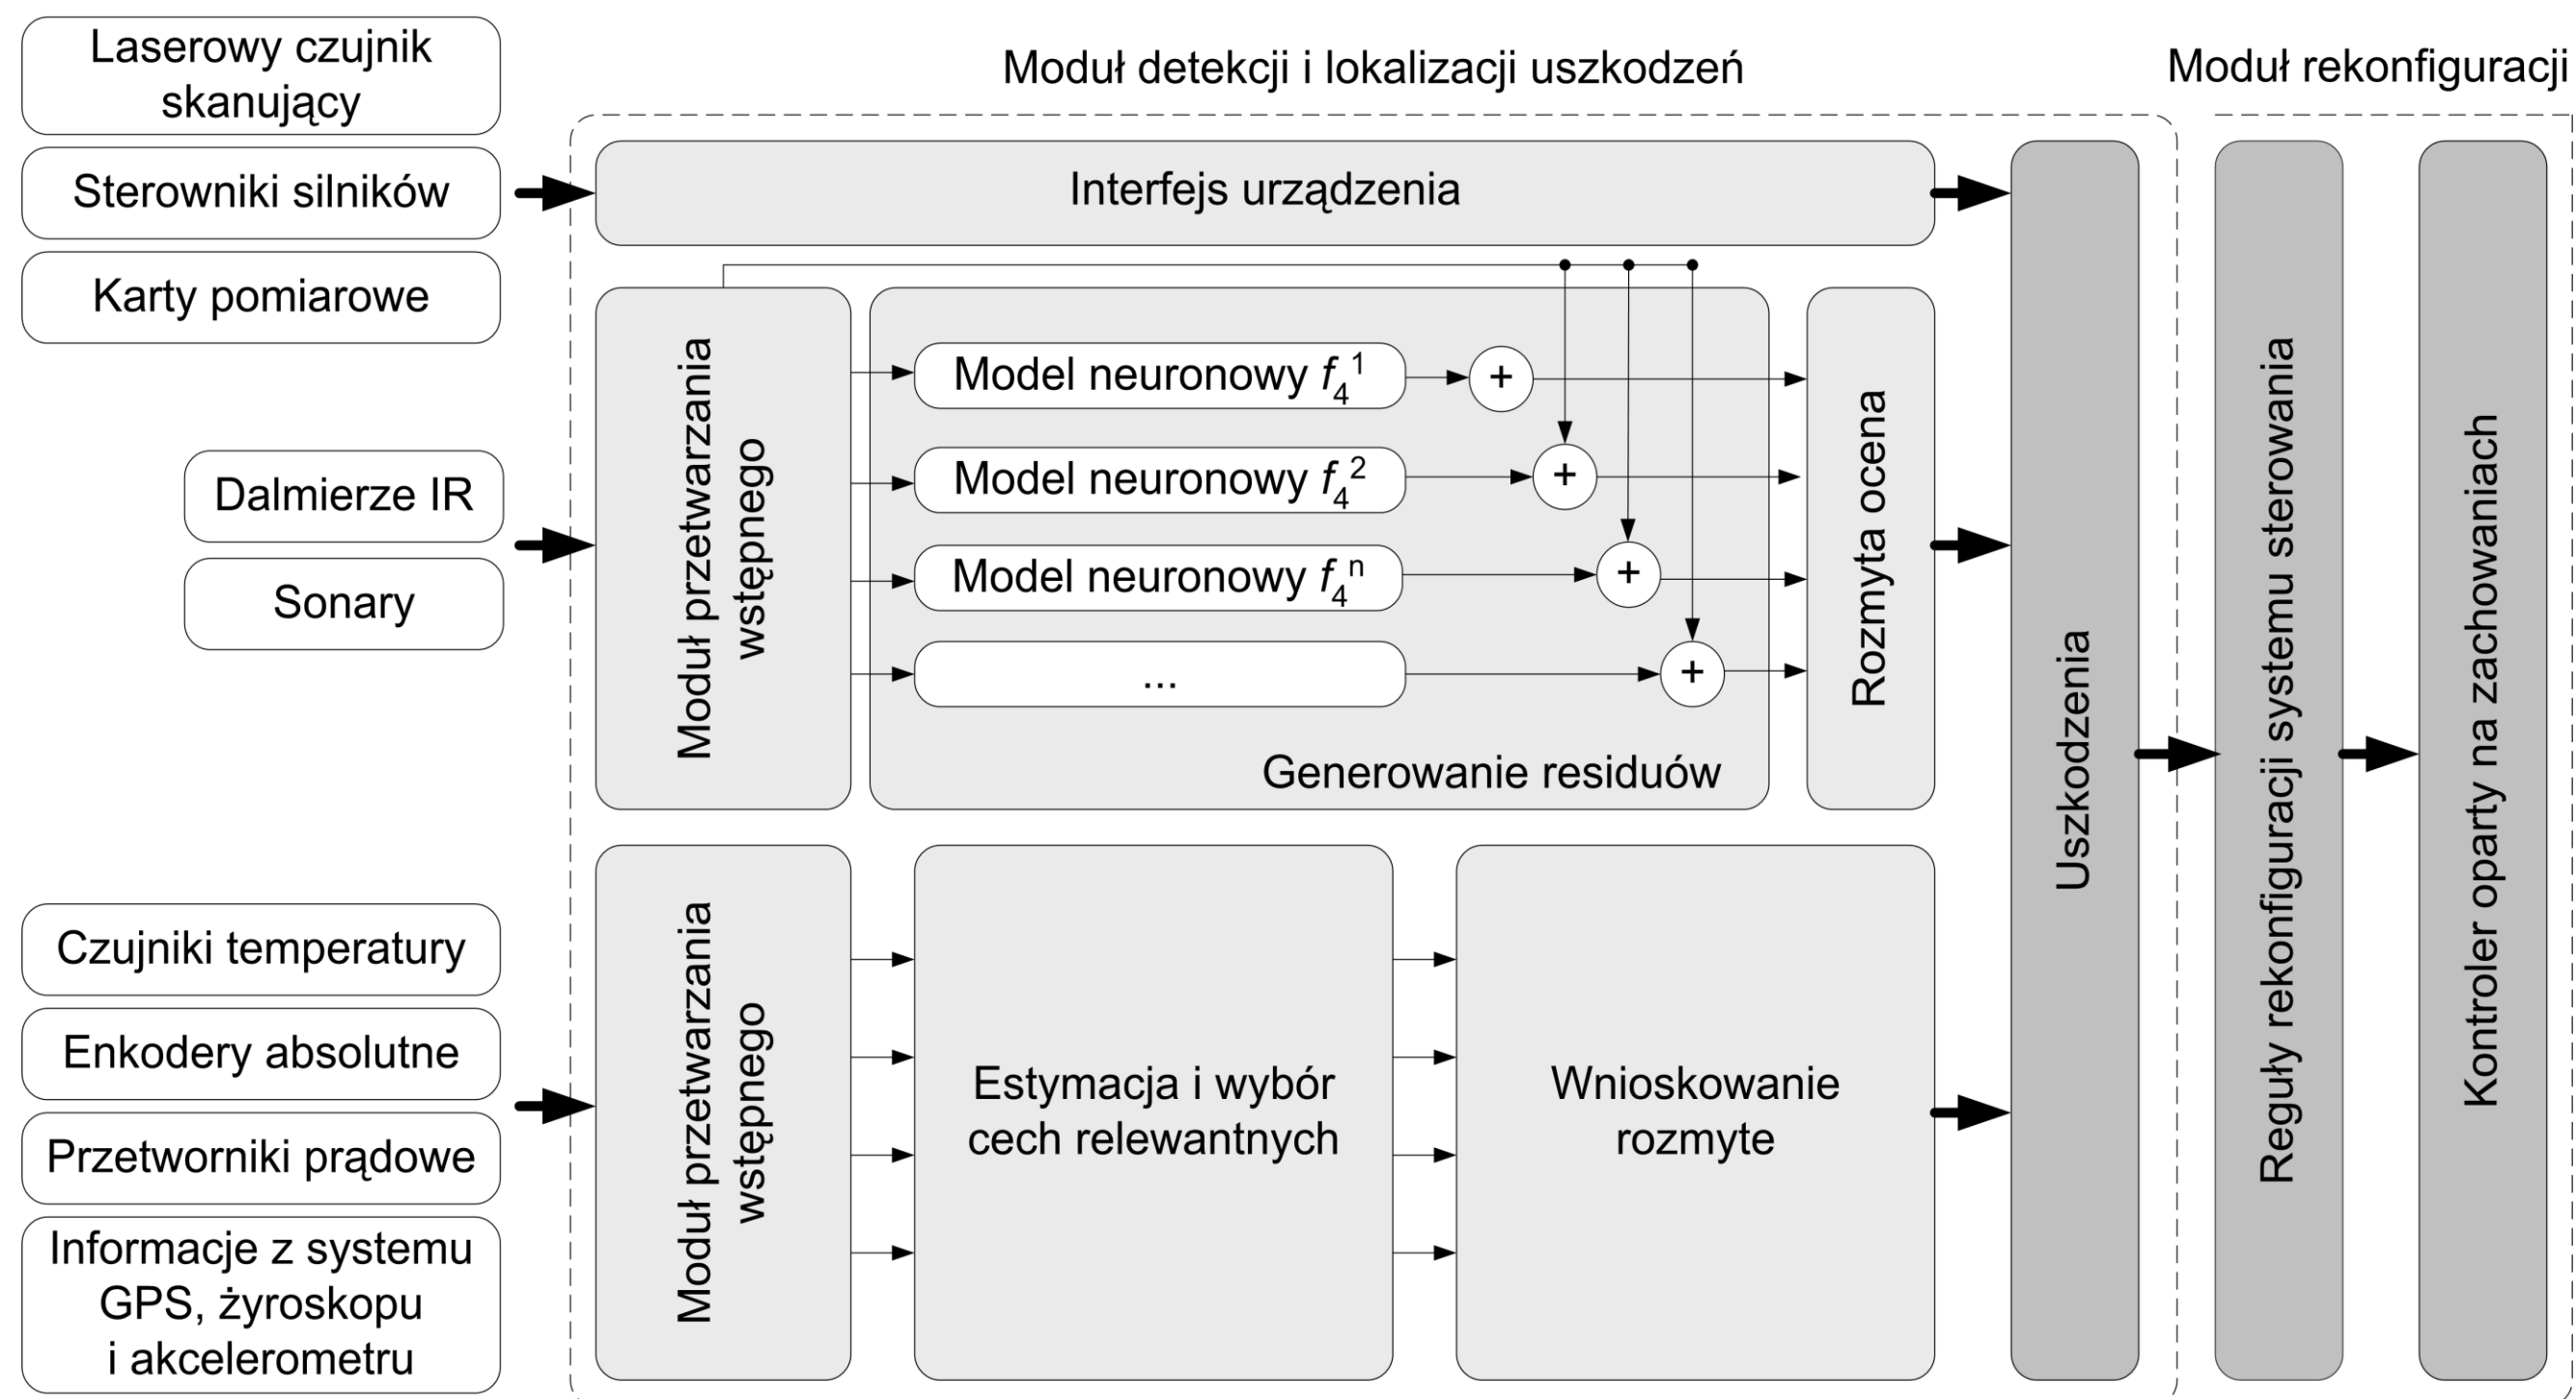 Laserowy czujnik
skanujący
Sterowniki silników
Karty pomiarowe
Dalmierze IR
Sonary
Czujniki temperatury
Enkodery absolutne
Przetworniki prądowe
Informacje z systemu
GPS, żyroskopu
i akcelerometru
Moduł detekcji i lokalizacji uszkodzeń
Interfejs urządzenia
Moduł przetwarzania
wstępnego
Model neuronowy f₄¹
+
Model neuronowy f₄²
+
Model neuronowy f₄ⁿ
+
...
+
Generowanie residuów
Rozmyta ocena
Moduł przetwarzania
wstępnego
Estymacja i wybór
cech relewantnych
Wnioskowanie
rozmyte
Uszkodzenia
Moduł rekonfiguracji
Reguły rekonfiguracji systemu sterowania
Kontroler oparty na zachowaniach